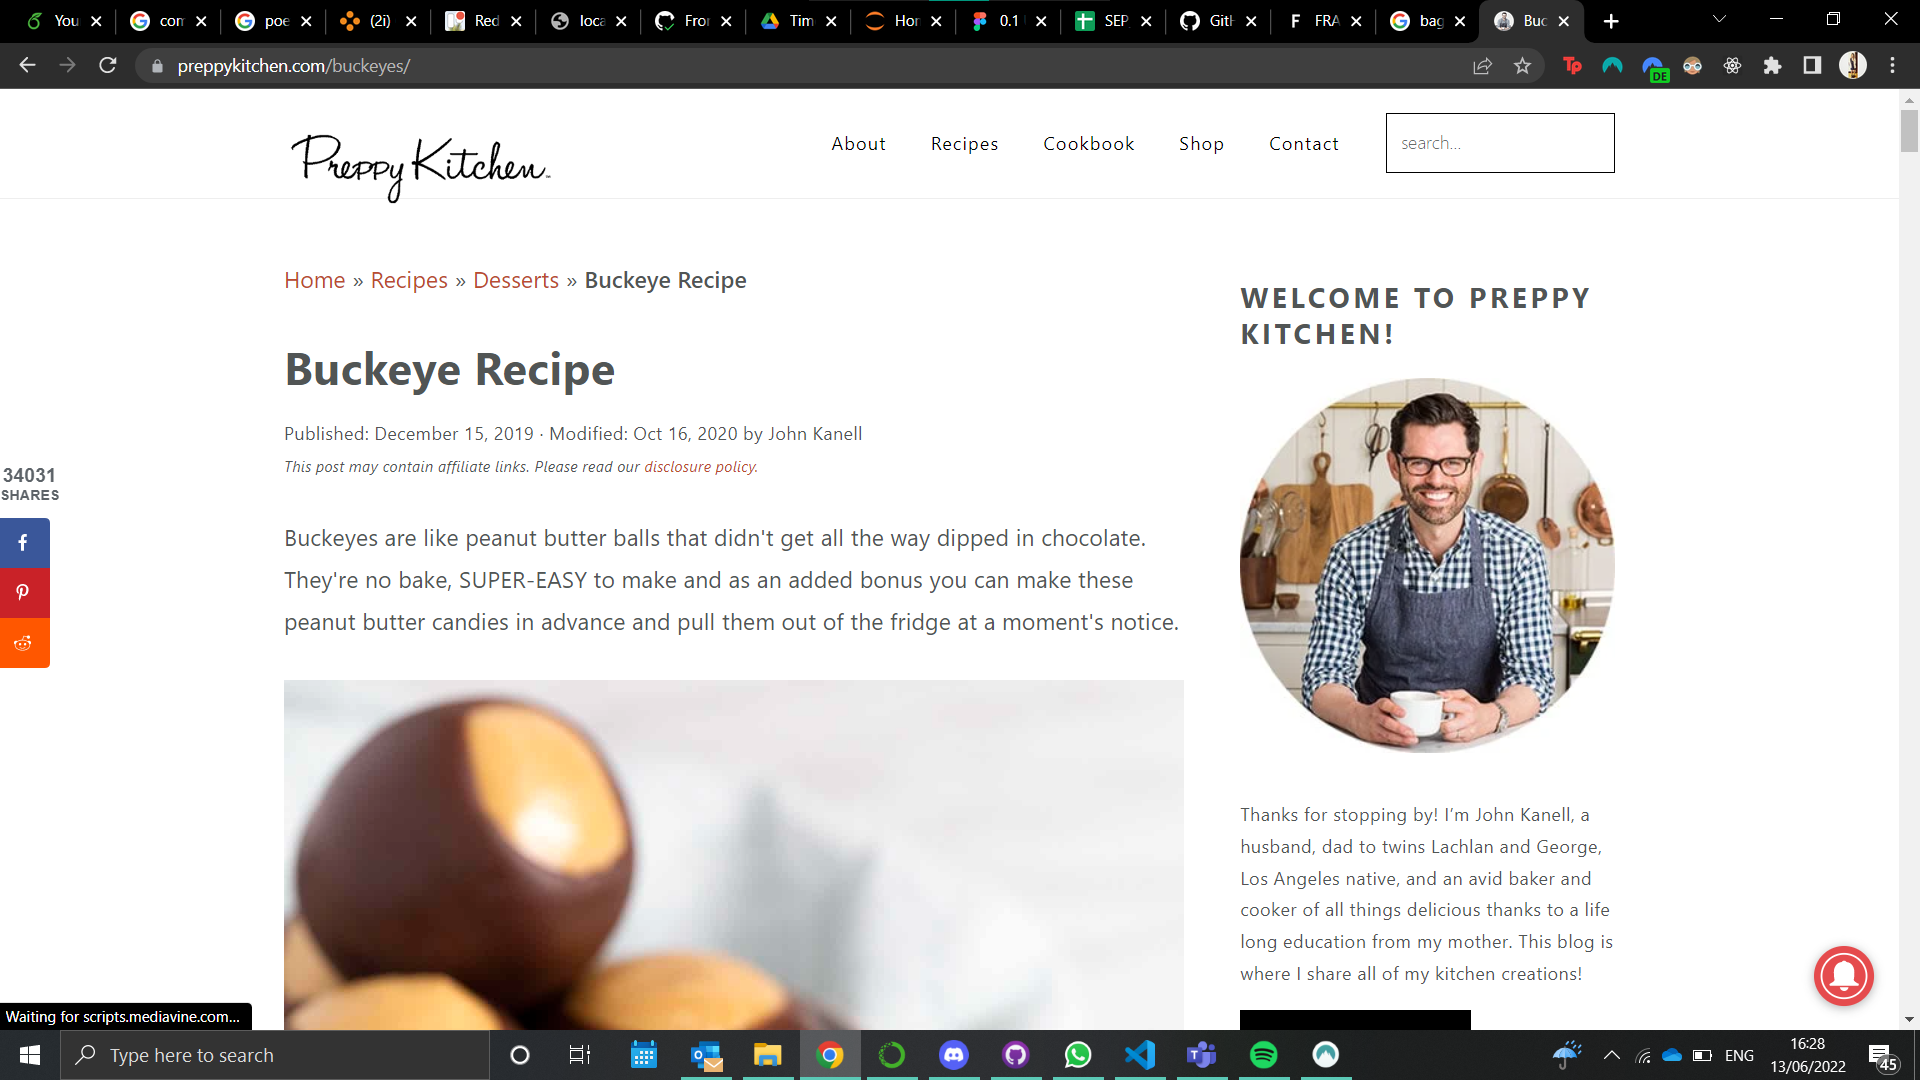 You
con
poe
(2i)
Red
loca
Fror
Tim
Hor
0.1
SEP
GitH
FRA
bag
Buc
preppykitchen.com/buckeyes/
Tp
DE
Preppy Kitchen
About
Recipes
Cookbook
Shop
Contact
search...
Home » Recipes » Desserts » Buckeye Recipe
Buckeye Recipe
Published: December 15, 2019 · Modified: Oct 16, 2020 by John Kanell
This post may contain affiliate links. Please read our disclosure policy.
34031
SHARES
Buckeyes are like peanut butter balls that didn't get all the way dipped in chocolate.
They're no bake, SUPER-EASY to make and as an added bonus you can make these
peanut butter candies in advance and pull them out of the fridge at a moment's notice.
WELCOME TO PREPPY
KITCHEN!
Thanks for stopping by! I’m John Kanell, a
husband, dad to twins Lachlan and George,
Los Angeles native, and an avid baker and
cooker of all things delicious thanks to a life
long education from my mother. This blog is
where I share all of my kitchen creations!
Waiting for scripts.mediavine.com...
Type here to search
ENG
16:28
13/06/2022
45